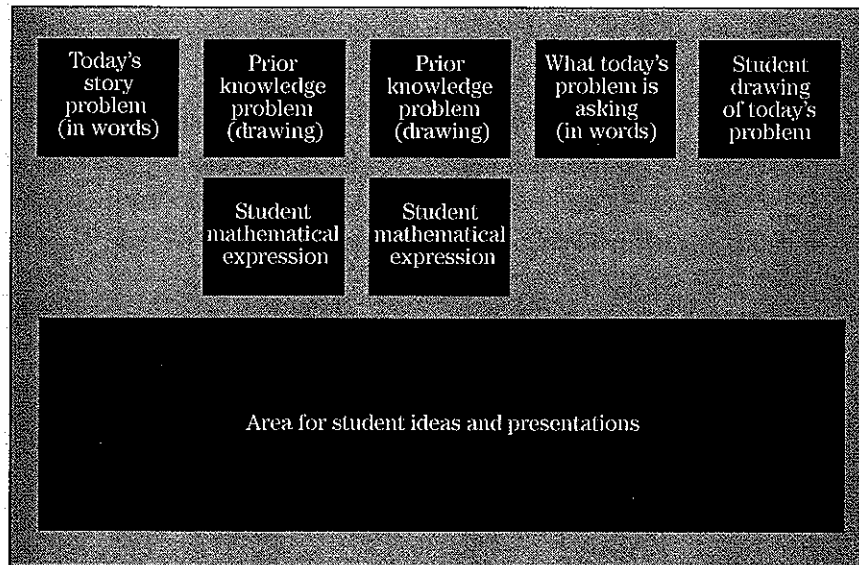 Today's
story
problem
(in words)
Prior
knowledge
problem
(drawing)
Prior
knowledge
problem
(drawing)
What today's
problem is
asking
(in words)
Student
drawing
of today's
problem
Student
mathematical
expression
Student
mathematical
expression
Area for student ideas and presentations